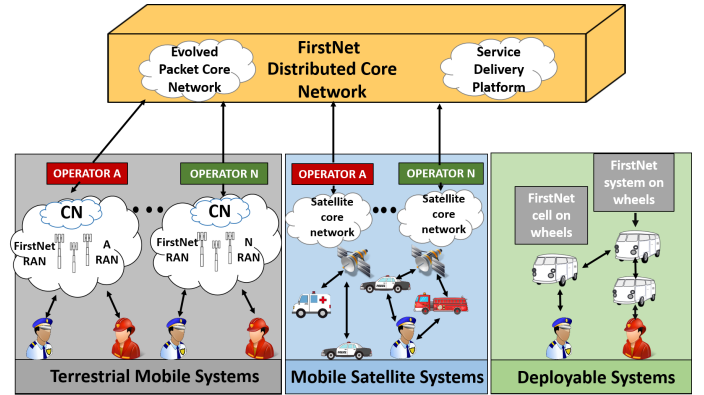 Evolved
Packet Core
Network
FirstNet
Distributed Core
Network
Service
Delivery
Platform
OPERATOR A
OPERATOR N
OPERATOR A
OPERATOR N
CN
CN
FirstNet
RAN
A
RAN
FirstNet
RAN
N
RAN
Satellite
core
network
Satellite
core
network
FirstNet
cell on
wheels
FirstNet
system on
wheels
Terrestrial Mobile Systems
Mobile Satellite Systems
Deployable Systems